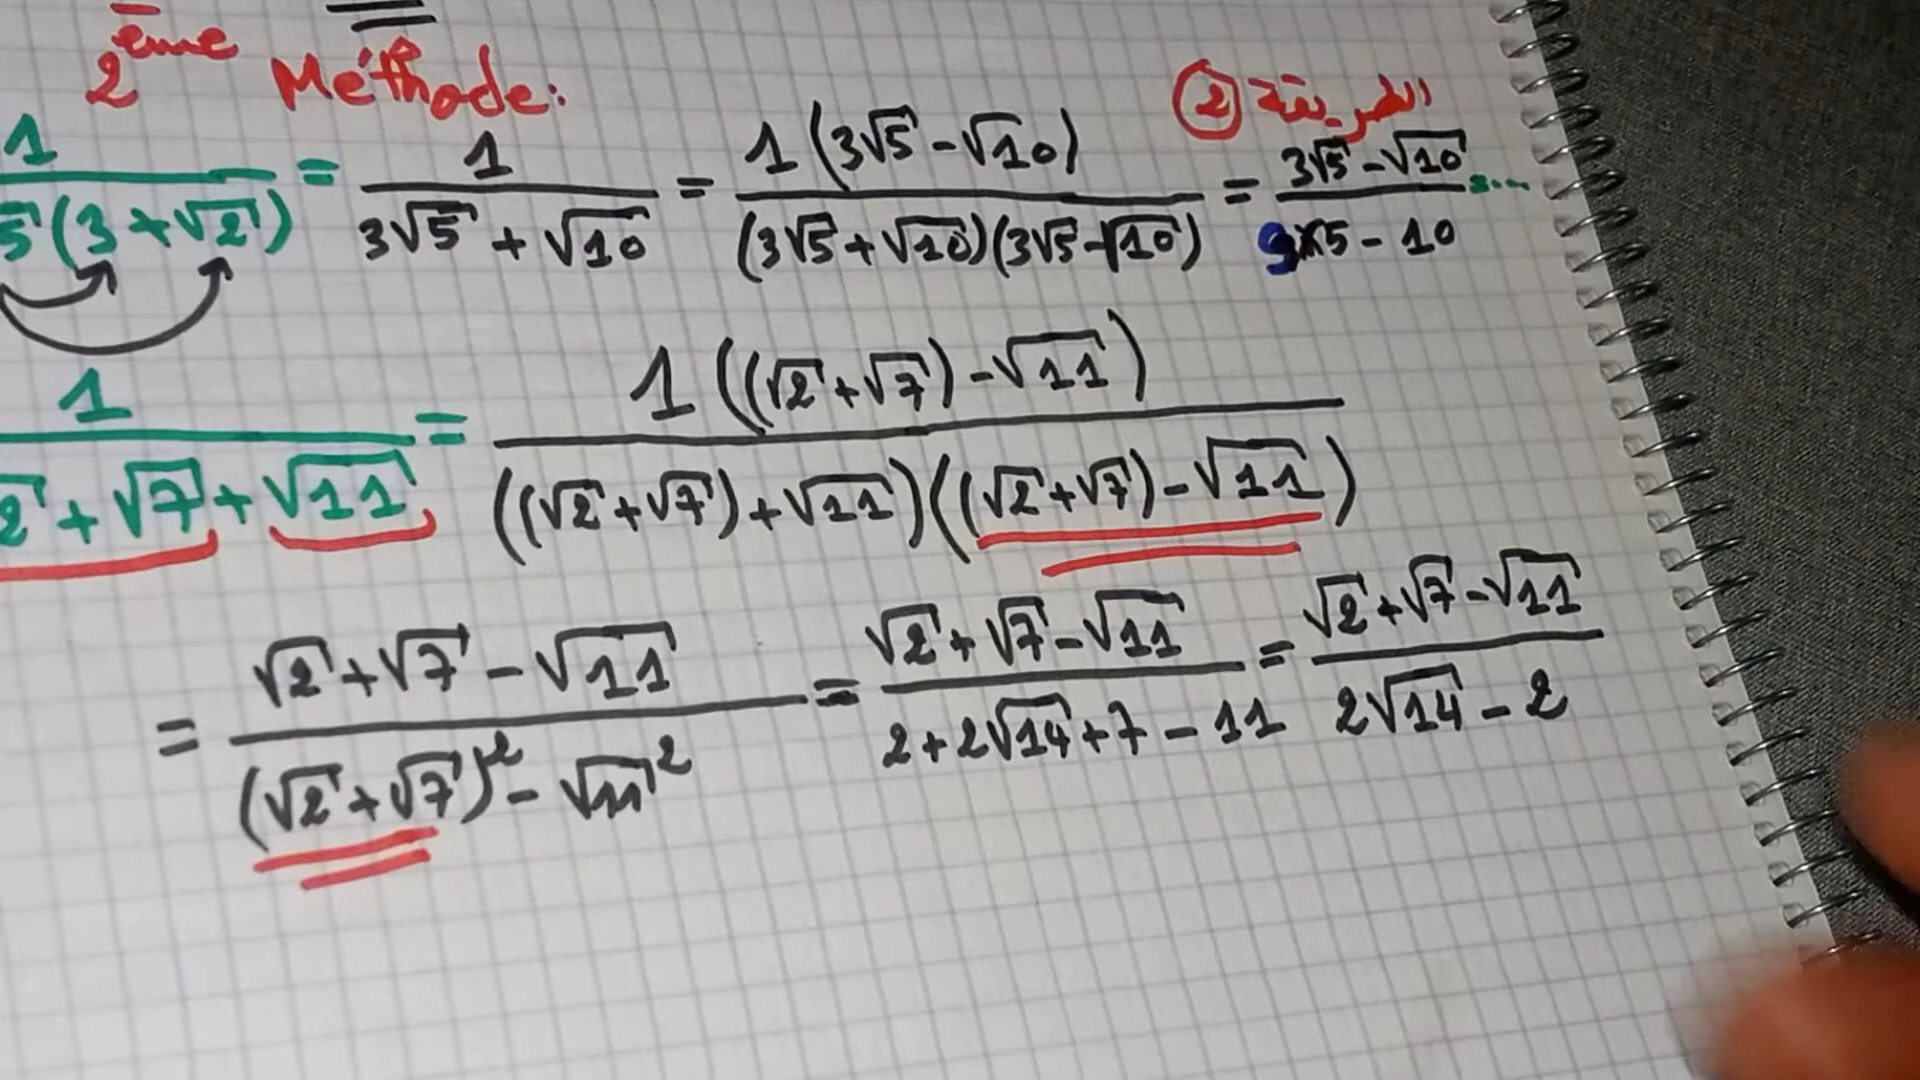 2ème Méthode:
الطريقة 2
1/(5(3+√2)) = 1/(3√5+√10) = 1(3√5-√10)/((3√5+√10)(3√5-√10)) = (3√5-√10)/(9×5-10) = ...
1/(2+√7+√11) = 1((√2+√7)-√11)/(((√2+√7)+√11)((√2+√7)-√11))
= (√2+√7-√11)/((√2+√7)²-√11²) = (√2+√7-√11)/(2+2√14+7-11) = (√2+√7-√11)/(2√14-2)